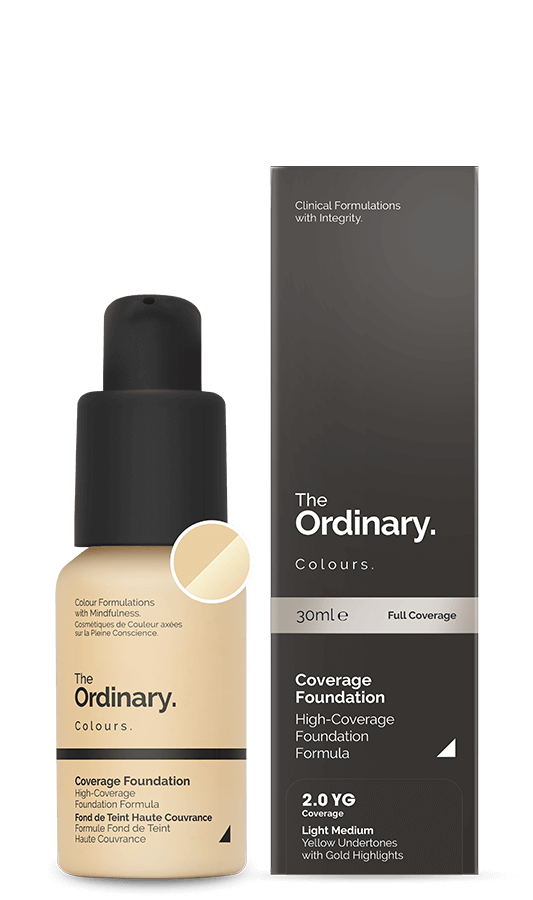 Clinical Formulations
with Integrity.
The
Ordinary.
Colours.
30ml e
Full Coverage
Coverage
Foundation
High-Coverage
Foundation
Formula
2.0 YG
Coverage
Light Medium
Yellow Undertones
with Gold Highlights
Colour Formulations
with Mindfulness.
Cosmétiques de Couleur axées
sur la Pleine Conscience.
The
Ordinary.
Colours.
Coverage Foundation
High-Coverage
Foundation Formula
Fond de Teint Haute Couvrance
Formule Fond de Teint
Haute Couvrance